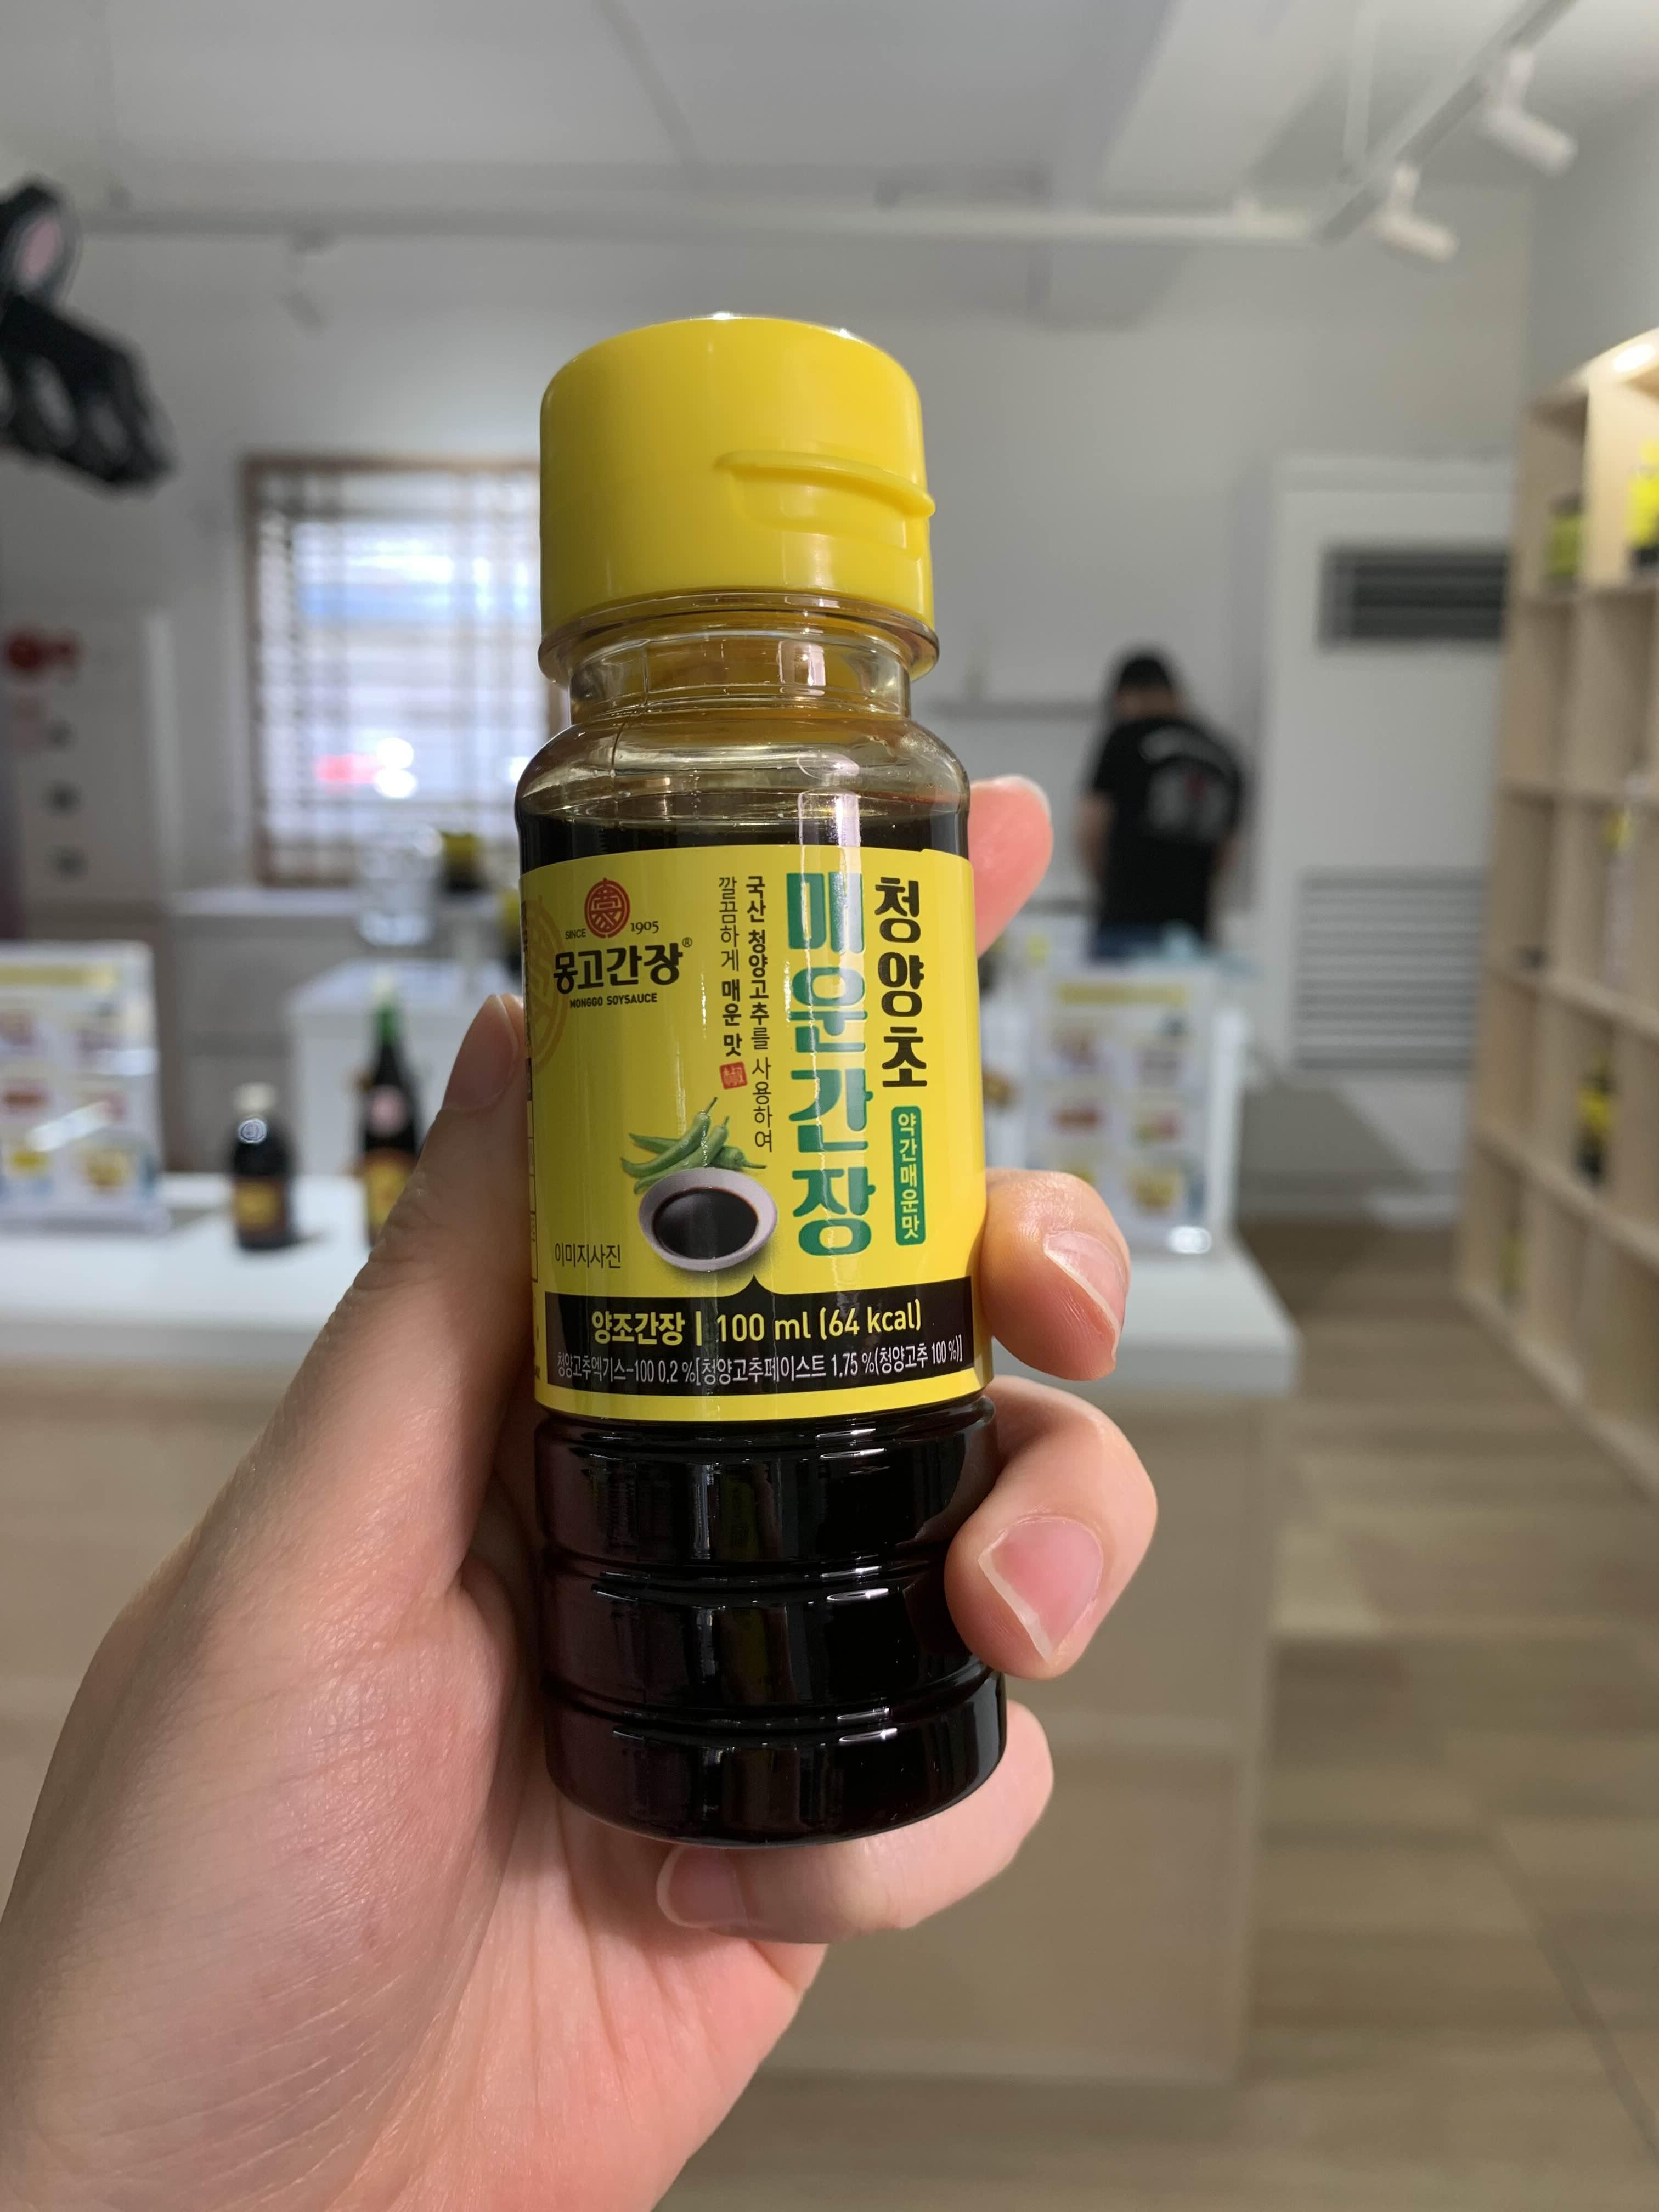 SINCE 1905
몽고간장®
MONGGO SOYSAUCE
청양초
매운간장
약간매운맛
국산 청양고추를 사용하여
깔끔하게 매운 맛
이미지사진
양조간장 | 100 ml (64 kcal)
청양고추엑기스-100 0.2 %[청양고추페이스트 1.75 %(청양고추 100 %)]